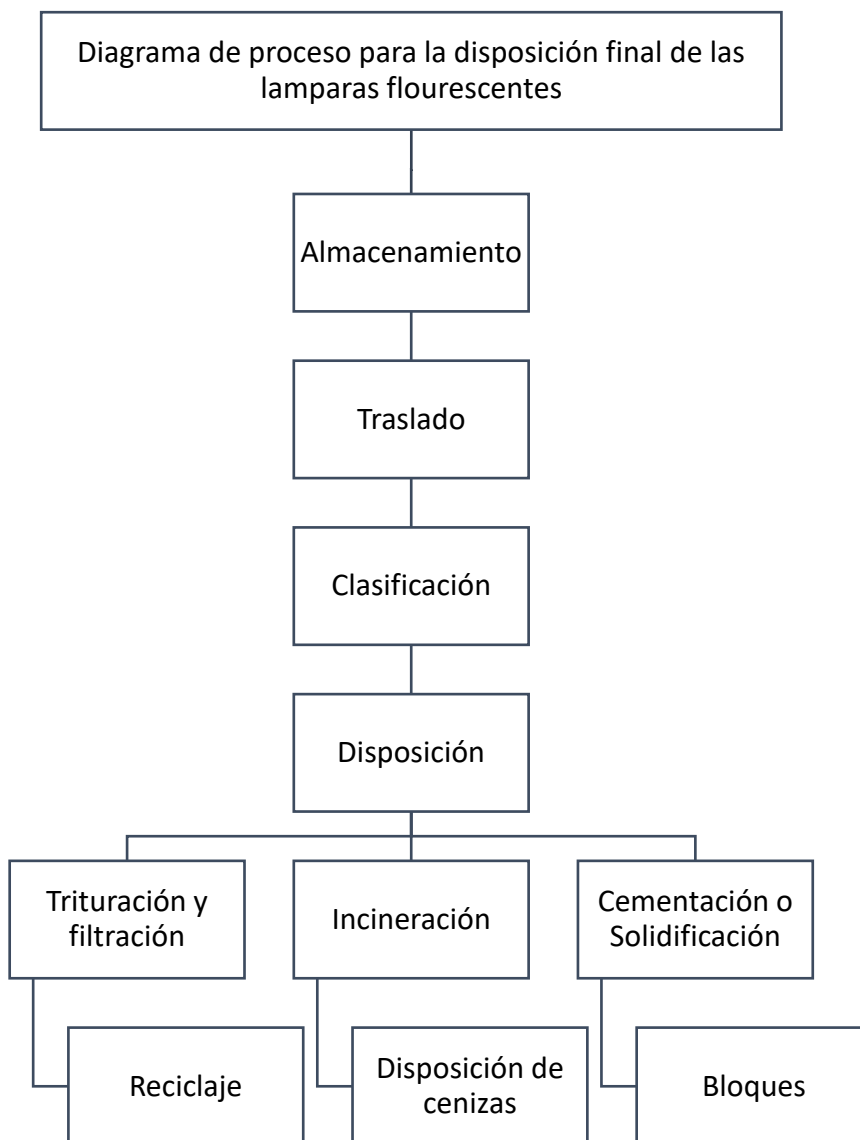 Diagrama de proceso para la disposición final de las
lamparas flourescentes
Almacenamiento
Traslado
Clasificación
Disposición
Trituración y
filtración
Incineración
Cementación o
Solidificación
Reciclaje
Disposición de
cenizas
Bloques